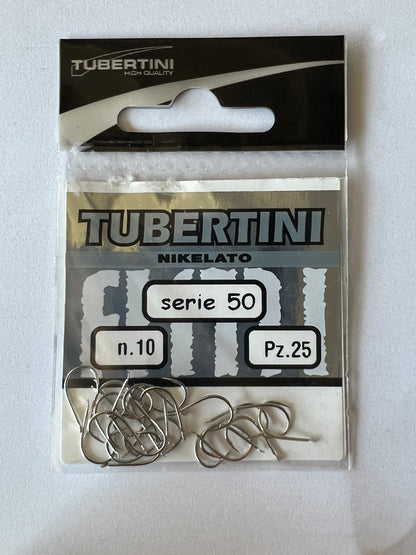 TUBERTINI
HIGH QUALITY
TUBERTINI
NIKELATO
serie 50
n.10
Pz.25